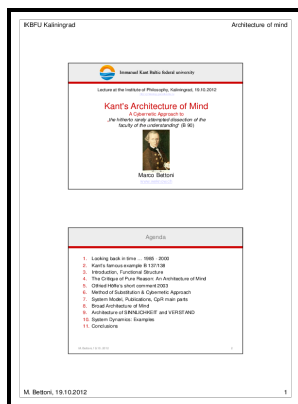 IKBFU Kaliningrad
Architecture of mind
Immanuel Kant Baltic federal university
Lecture at the Institute of Philosophy, Kaliningrad, 19.10.2012
Kant's Architecture of Mind
A Cybernetic Approach to
„the hitherto rarely attempted dissection of the
faculty of the understanding“ (B 90)
Marco Bettoni
Agenda
1. Looking back in time ... 1985 - 2003
2. Kant's famous example B 137/138
3. Introduction, Functional Structure
4. The Critique of Pure Reason: An Architecture of Mind
5. Otfried Höffe's short comment 2003
6. Method of Substitution & Cybernetic Approach
7. System Model, Publications, CpR main parts
8. Broad Architecture of Mind
9. Architecture of SINNLICHKEIT and VERSTAND
10. System Dynamics: Examples
11. Conclusions
M. Bettoni, 19.10.2012
1